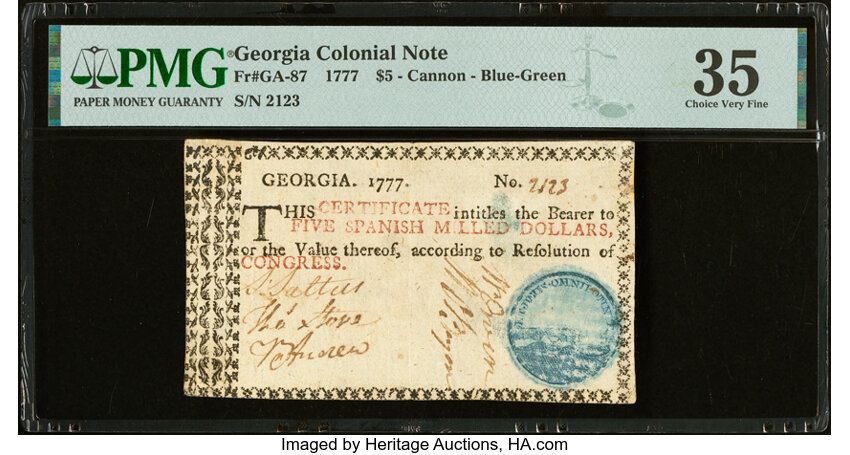 PMG®
PAPER MONEY GUARANTY
Georgia Colonial Note
Fr#GA-87 1777 $5 - Cannon - Blue-Green
S/N 2123
35
Choice Very Fine
GEORGIA. 1777. No. 2123
THIS CERTIFICATE intitles the Bearer to
FIVE SPANISH MILLED DOLLARS,
or the Value thereof, according to Resolution of
CONGRESS.
Tho Stone
Imaged by Heritage Auctions, HA.com